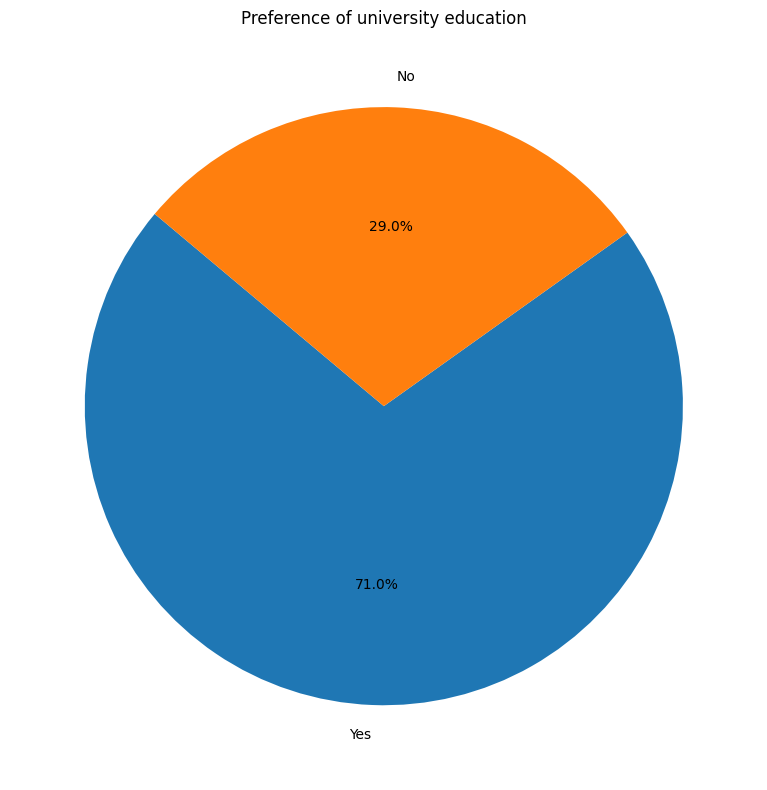 Preference of university education
No
29.0%
71.0%
Yes